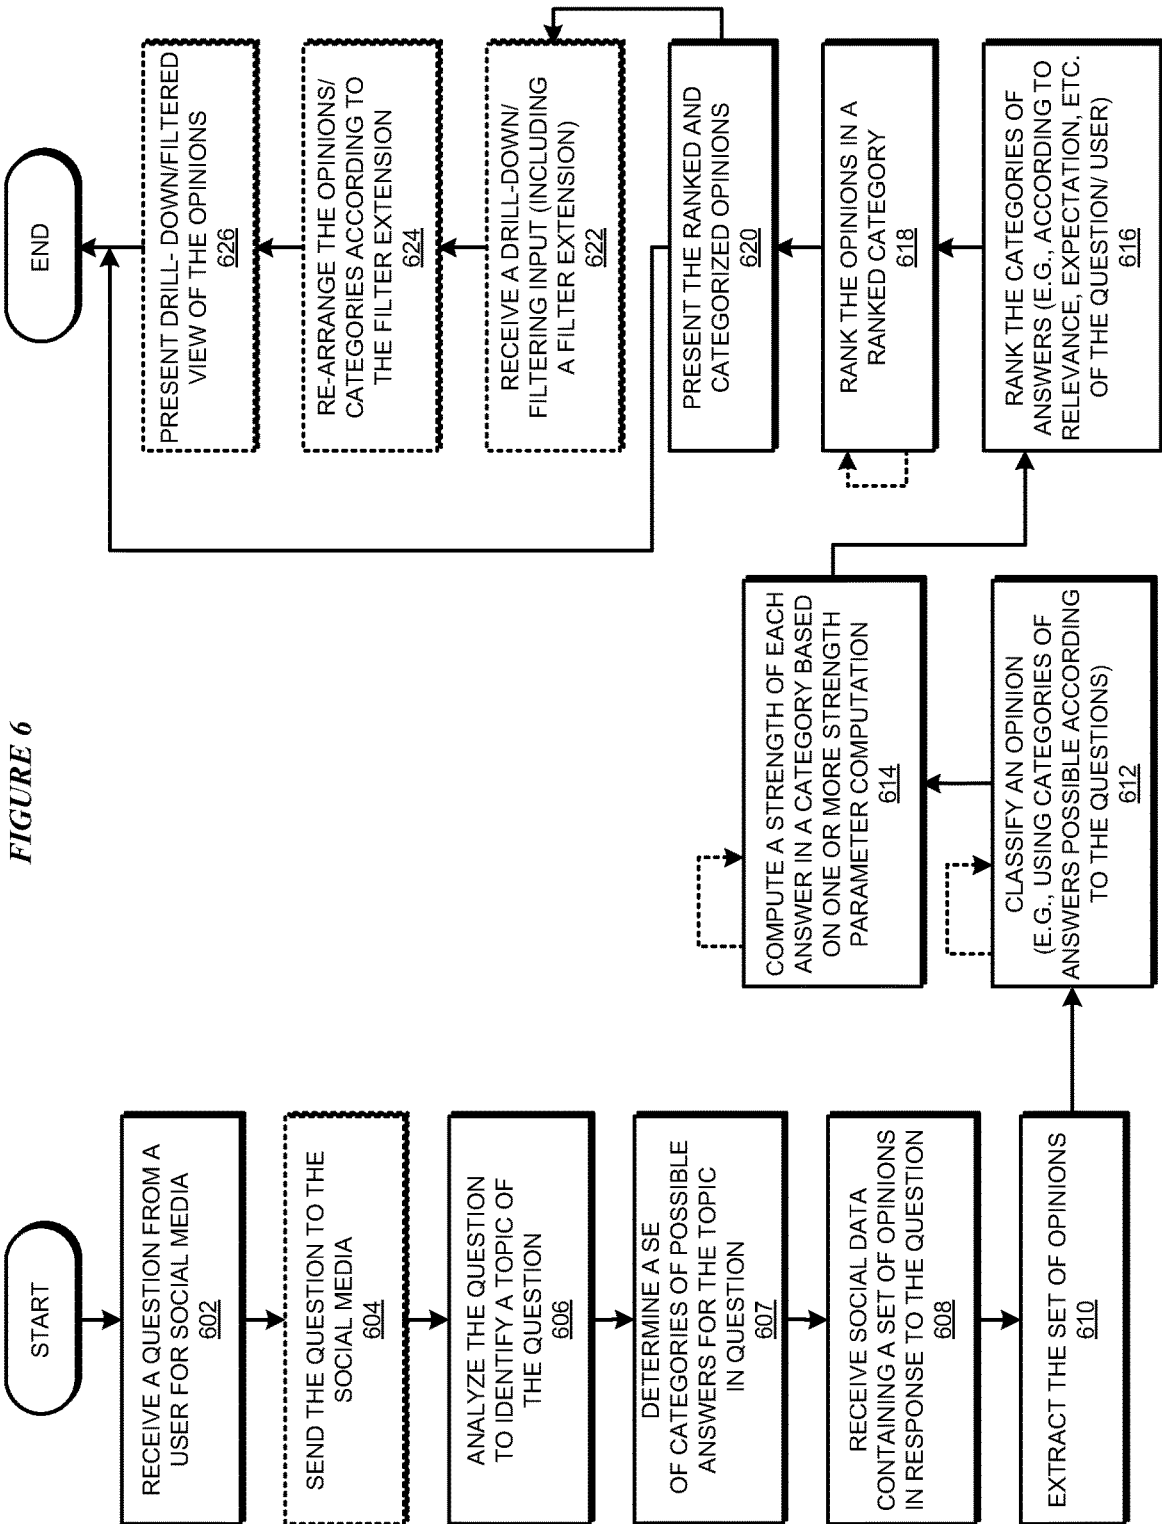 FIGURE 6
START
RECEIVE A QUESTION FROM A
USER FOR SOCIAL MEDIA
602
SEND THE QUESTION TO THE
SOCIAL MEDIA
604
ANALYZE THE QUESTION
TO IDENTIFY A TOPIC OF
THE QUESTION
606
DETERMINE A SE
OF CATEGORIES OF POSSIBLE
ANSWERS FOR THE TOPIC
IN QUESTION
607
RECEIVE SOCIAL DATA
CONTAINING A SET OF OPINIONS
IN RESPONSE TO THE QUESTION
608
EXTRACT THE SET OF OPINIONS
610
CLASSIFY AN OPINION
(E.G., USING CATEGORIES OF
ANSWERS POSSIBLE ACCORDING
TO THE QUESTIONS)
612
COMPUTE A STRENGTH OF EACH
ANSWER IN A CATEGORY BASED
ON ONE OR MORE STRENGTH
PARAMETER COMPUTATION
614
RANK THE CATEGORIES OF
ANSWERS (E.G., ACCORDING TO
RELEVANCE, EXPECTATION, ETC.
OF THE QUESTION/ USER)
616
RANK THE OPINIONS IN A
RANKED CATEGORY
618
PRESENT THE RANKED AND
CATEGORIZED OPINIONS
620
RECEIVE A DRILL-DOWN/
FILTERING INPUT (INCLUDING
A FILTER EXTENSION)
622
RE-ARRANGE THE OPINIONS/
CATEGORIES ACCORDING TO
THE FILTER EXTENSION
624
PRESENT DRILL- DOWN/FILTERED
VIEW OF THE OPINIONS
626
END